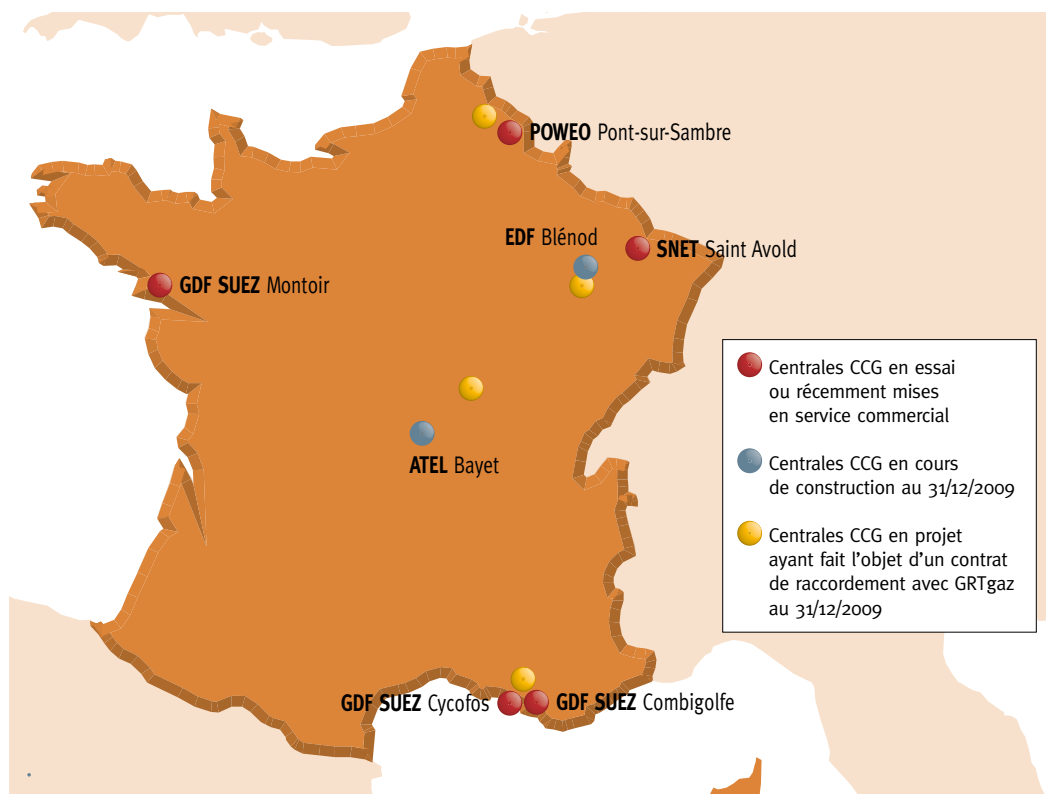 POWEO Pont-sur-Sambre
EDF Blénod
SNET Saint Avold
GDF SUEZ Montoir
ATEL Bayet
GDF SUEZ Cycofos
GDF SUEZ Combigolfe
Centrales CCG en essai
ou récemment mises
en service commercial
Centrales CCG en cours
de construction au 31/12/2009
Centrales CCG en projet
ayant fait l'objet d'un contrat
de raccordement avec GRTgaz
au 31/12/2009